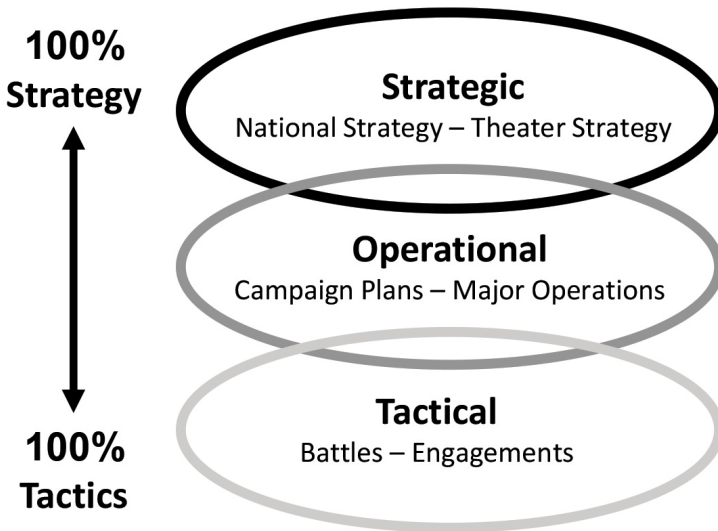 100%
Strategy
Strategic
National Strategy – Theater Strategy
Operational
Campaign Plans – Major Operations
Tactical
Battles – Engagements
100%
Tactics